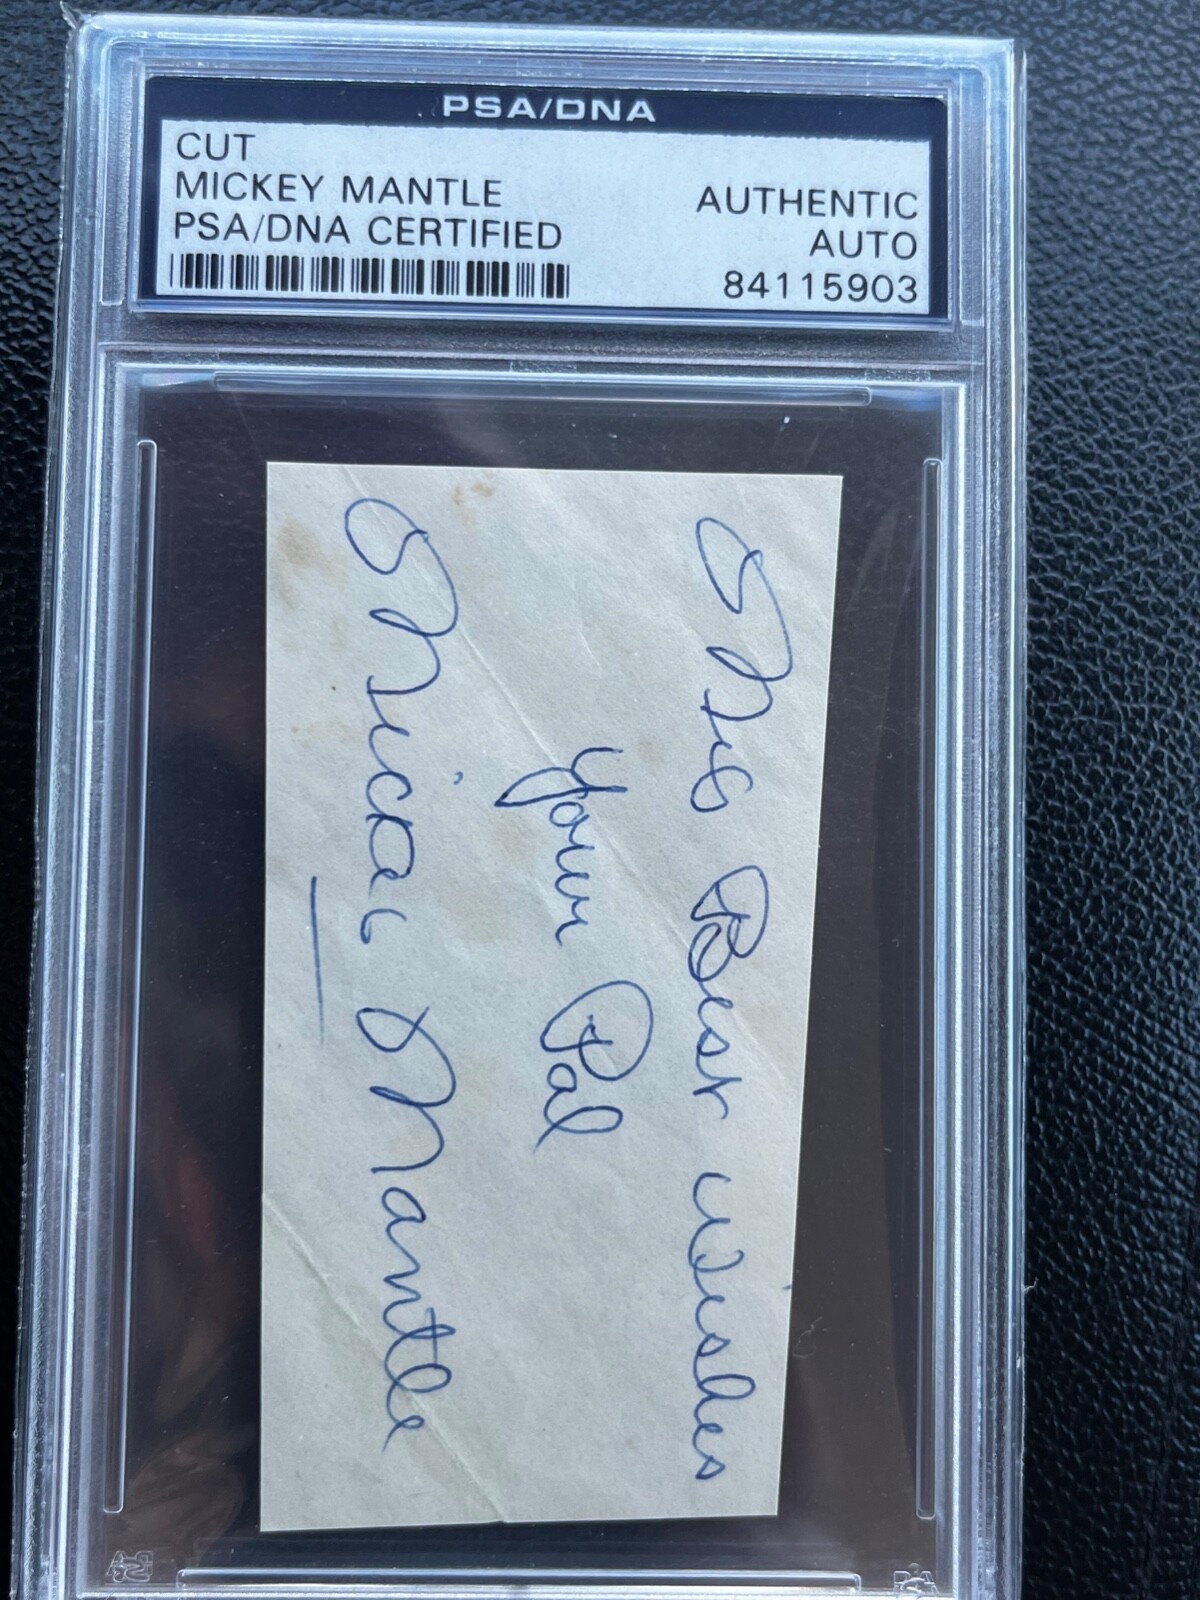 PSA/DNA
CUT
MICKEY MANTLE
PSA/DNA CERTIFIED
AUTHENTIC
AUTO
84115903
Best Wishes
Your Pal
Mickey Mantle